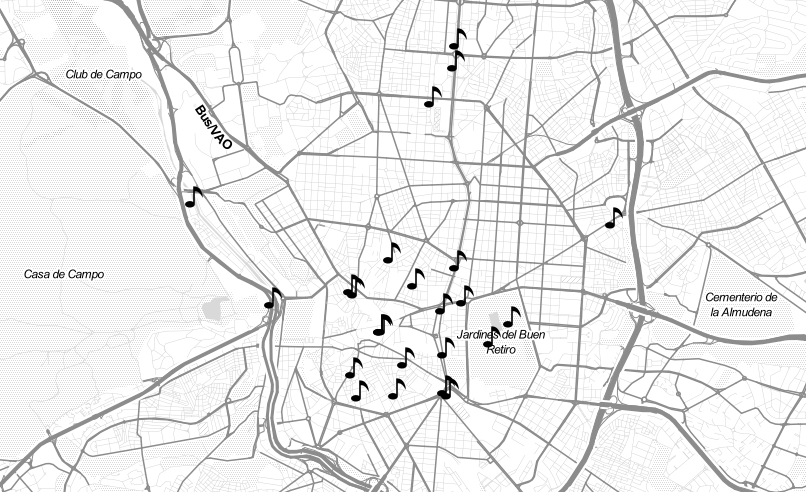 Club de Campo
Bus/VAO
Casa de Campo
Cementerio de
la Almudena
Jardines del Buen
Retiro